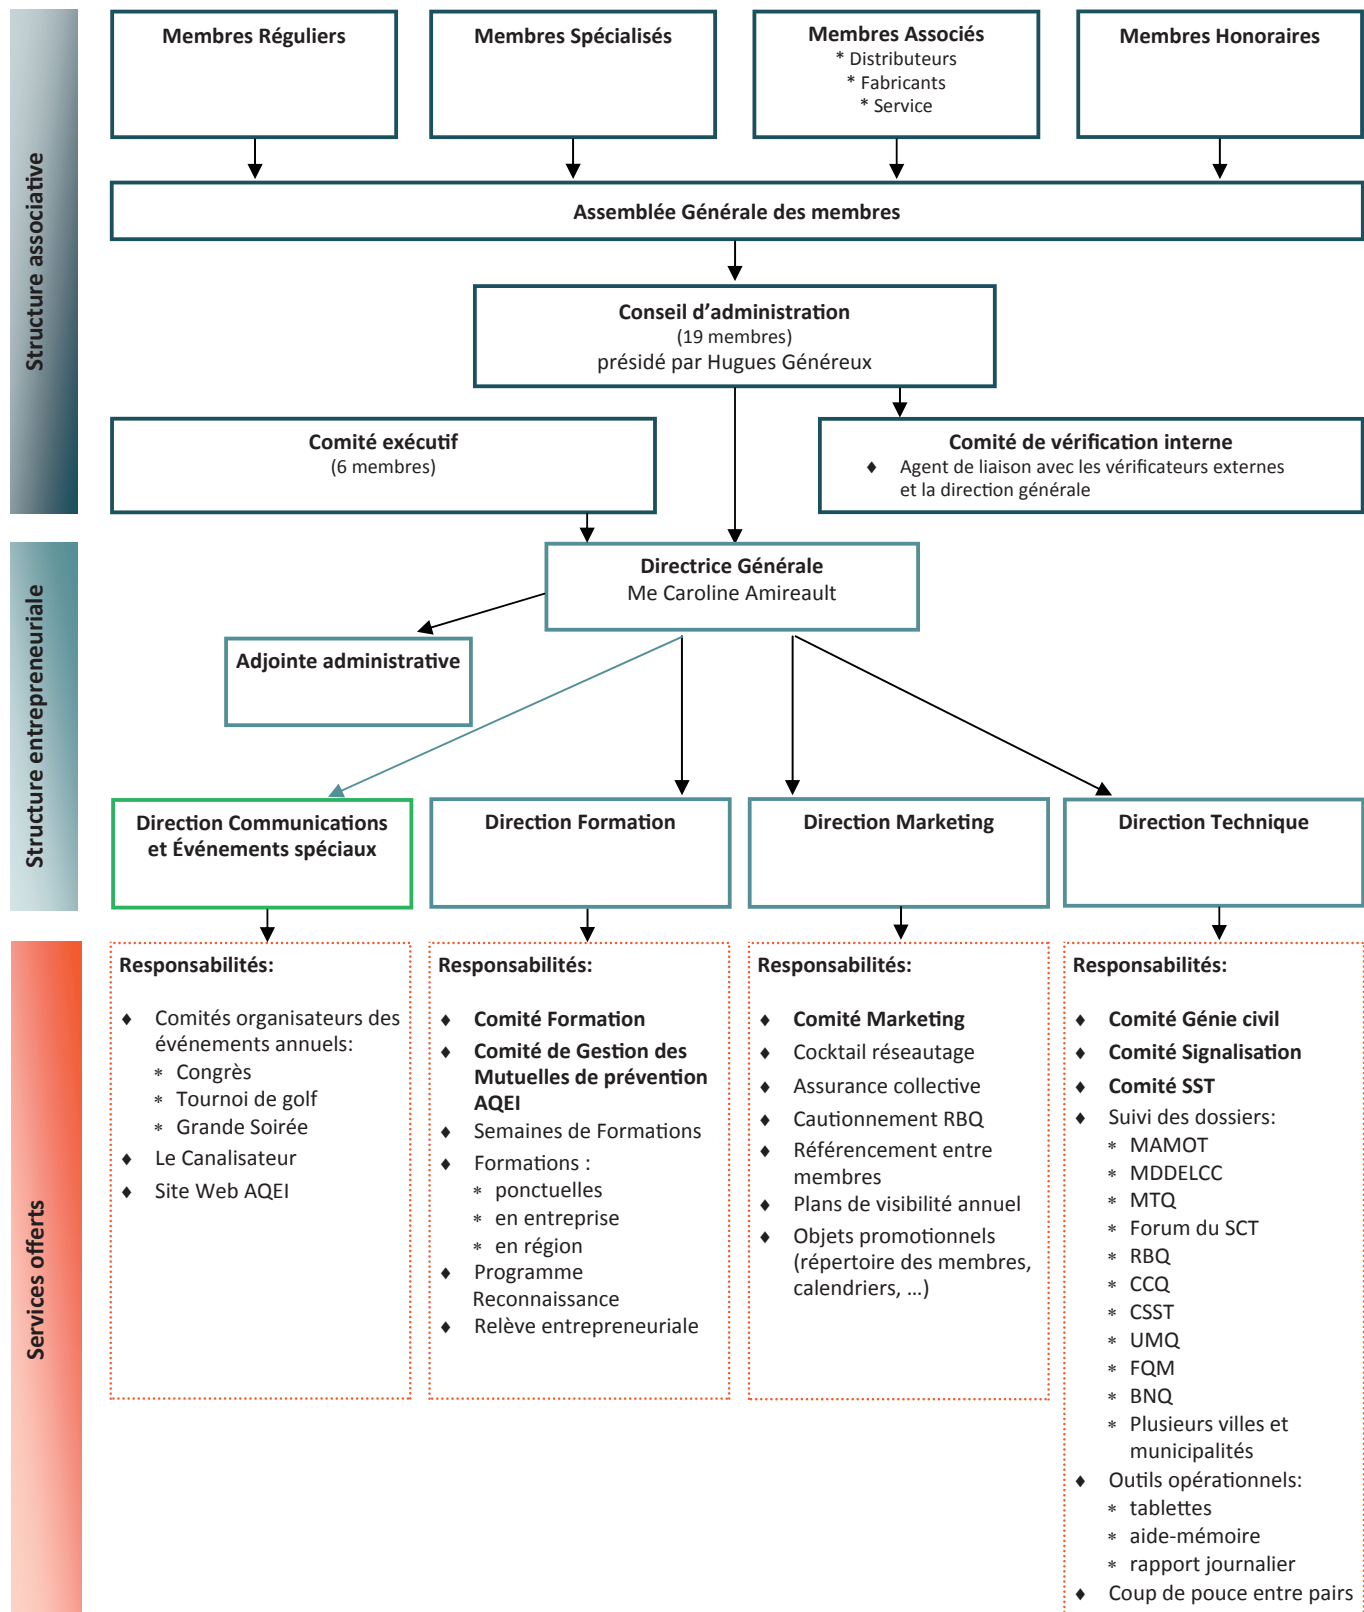 Structure associative
Membres Réguliers
Membres Spécialisés
Membres Associés
* Distributeurs
* Fabricants
* Service
Membres Honoraires
Assemblée Générale des membres
Conseil d’administration
(19 membres)
présidé par Hugues Généreux
Comité exécutif
(6 membres)
Comité de vérification interne
♦ Agent de liaison avec les vérificateurs externes
et la direction générale
Structure entrepreneuriale
Directrice Générale
Me Caroline Amireault
Adjointe administrative
Direction Communications
et Événements spéciaux
Direction Formation
Direction Marketing
Direction Technique
Services offerts
Responsabilités:
♦ Comités organisateurs des
événements annuels:
* Congrès
* Tournoi de golf
* Grande Soirée
♦ Le Canalisateur
♦ Site Web AQEI
Responsabilités:
♦ Comité Formation
♦ Comité de Gestion des
Mutuelles de prévention
AQEI
♦ Semaines de Formations
♦ Formations :
* ponctuelles
* en entreprise
* en région
♦ Programme
Reconnaissance
♦ Relève entrepreneuriale
Responsabilités:
♦ Comité Marketing
♦ Cocktail réseautage
♦ Assurance collective
♦ Cautionnement RBQ
♦ Référencement entre
membres
♦ Plans de visibilité annuel
♦ Objets promotionnels
(répertoire des membres,
calendriers, …)
Responsabilités:
♦ Comité Génie civil
♦ Comité Signalisation
♦ Comité SST
♦ Suivi des dossiers:
* MAMOT
* MDDELCC
* MTQ
* Forum du SCT
* RBQ
* CCQ
* CSST
* UMQ
* FQM
* BNQ
* Plusieurs villes et
municipalités
♦ Outils opérationnels:
* tablettes
* aide-mémoire
* rapport journalier
♦ Coup de pouce entre pairs